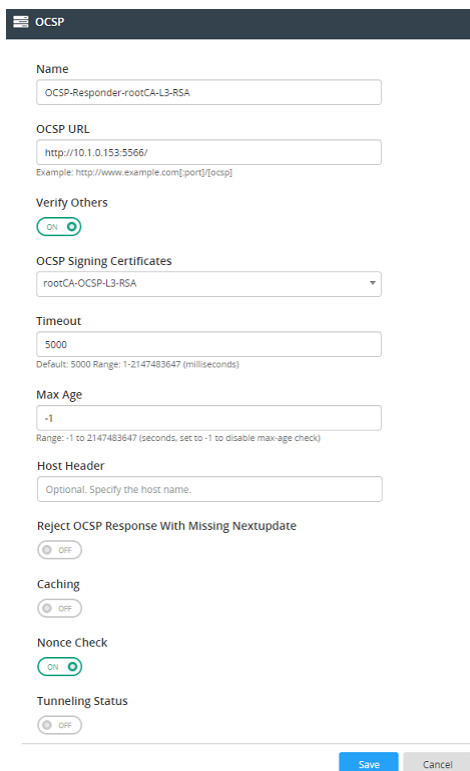 OCSP
Name
OCSP-Responder-rootCA-L3-RSA
OCSP URL
http://10.1.0.153:5566/
Example: http://www.example.com[:port]/[ocsp]
Verify Others
ON
OCSP Signing Certificates
rootCA-OCSP-L3-RSA
Timeout
5000
Default: 5000 Range: 1-2147483647 (milliseconds)
Max Age
-1
Range: -1 to 2147483647 (seconds, set to -1 to disable max-age check)
Host Header
Optional. Specify the host name.
Reject OCSP Response With Missing Nextupdate
OFF
Caching
OFF
Nonce Check
ON
Tunneling Status
OFF
Save Cancel